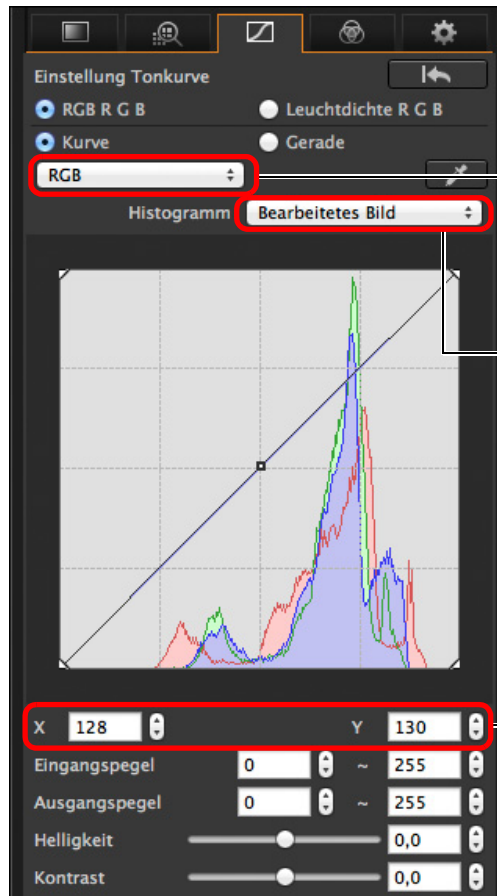 Einstellung Tonkurve
RGB R G B Leuchtdichte R G B
Kurve Gerade
RGB
Histogramm Bearbeitetes Bild
X 128 Y 130
Eingangspegel 0 ~ 255
Ausgangspegel 0 ~ 255
Helligkeit 0,0
Kontrast 0,0